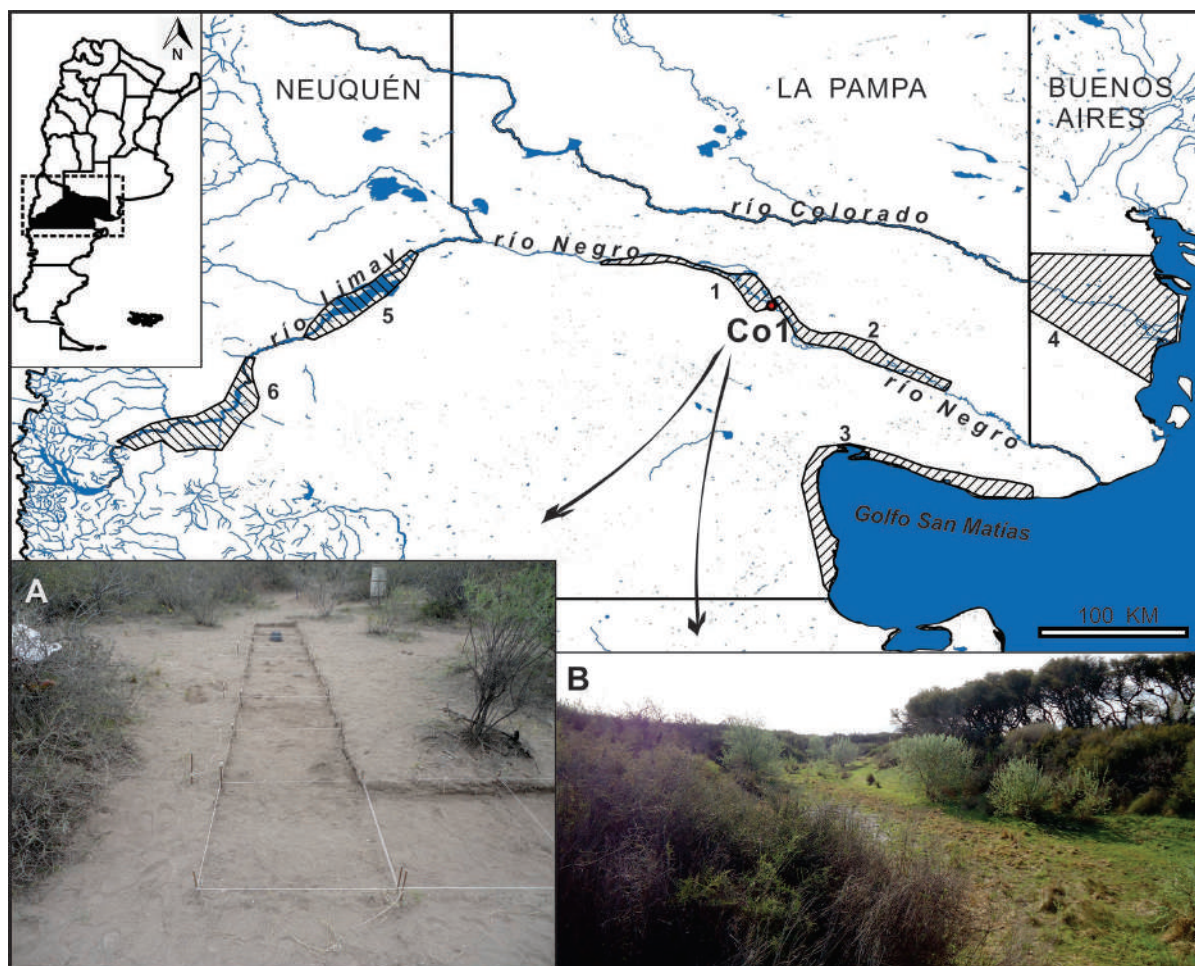 N
NEUQUÉN
LA PAMPA
BUENOS
AIRES
río Colorado
río Negro
río Limay
1
5
Co1
2
4
río Negro
6
3
Golfo San Matías
100 KM
A
B